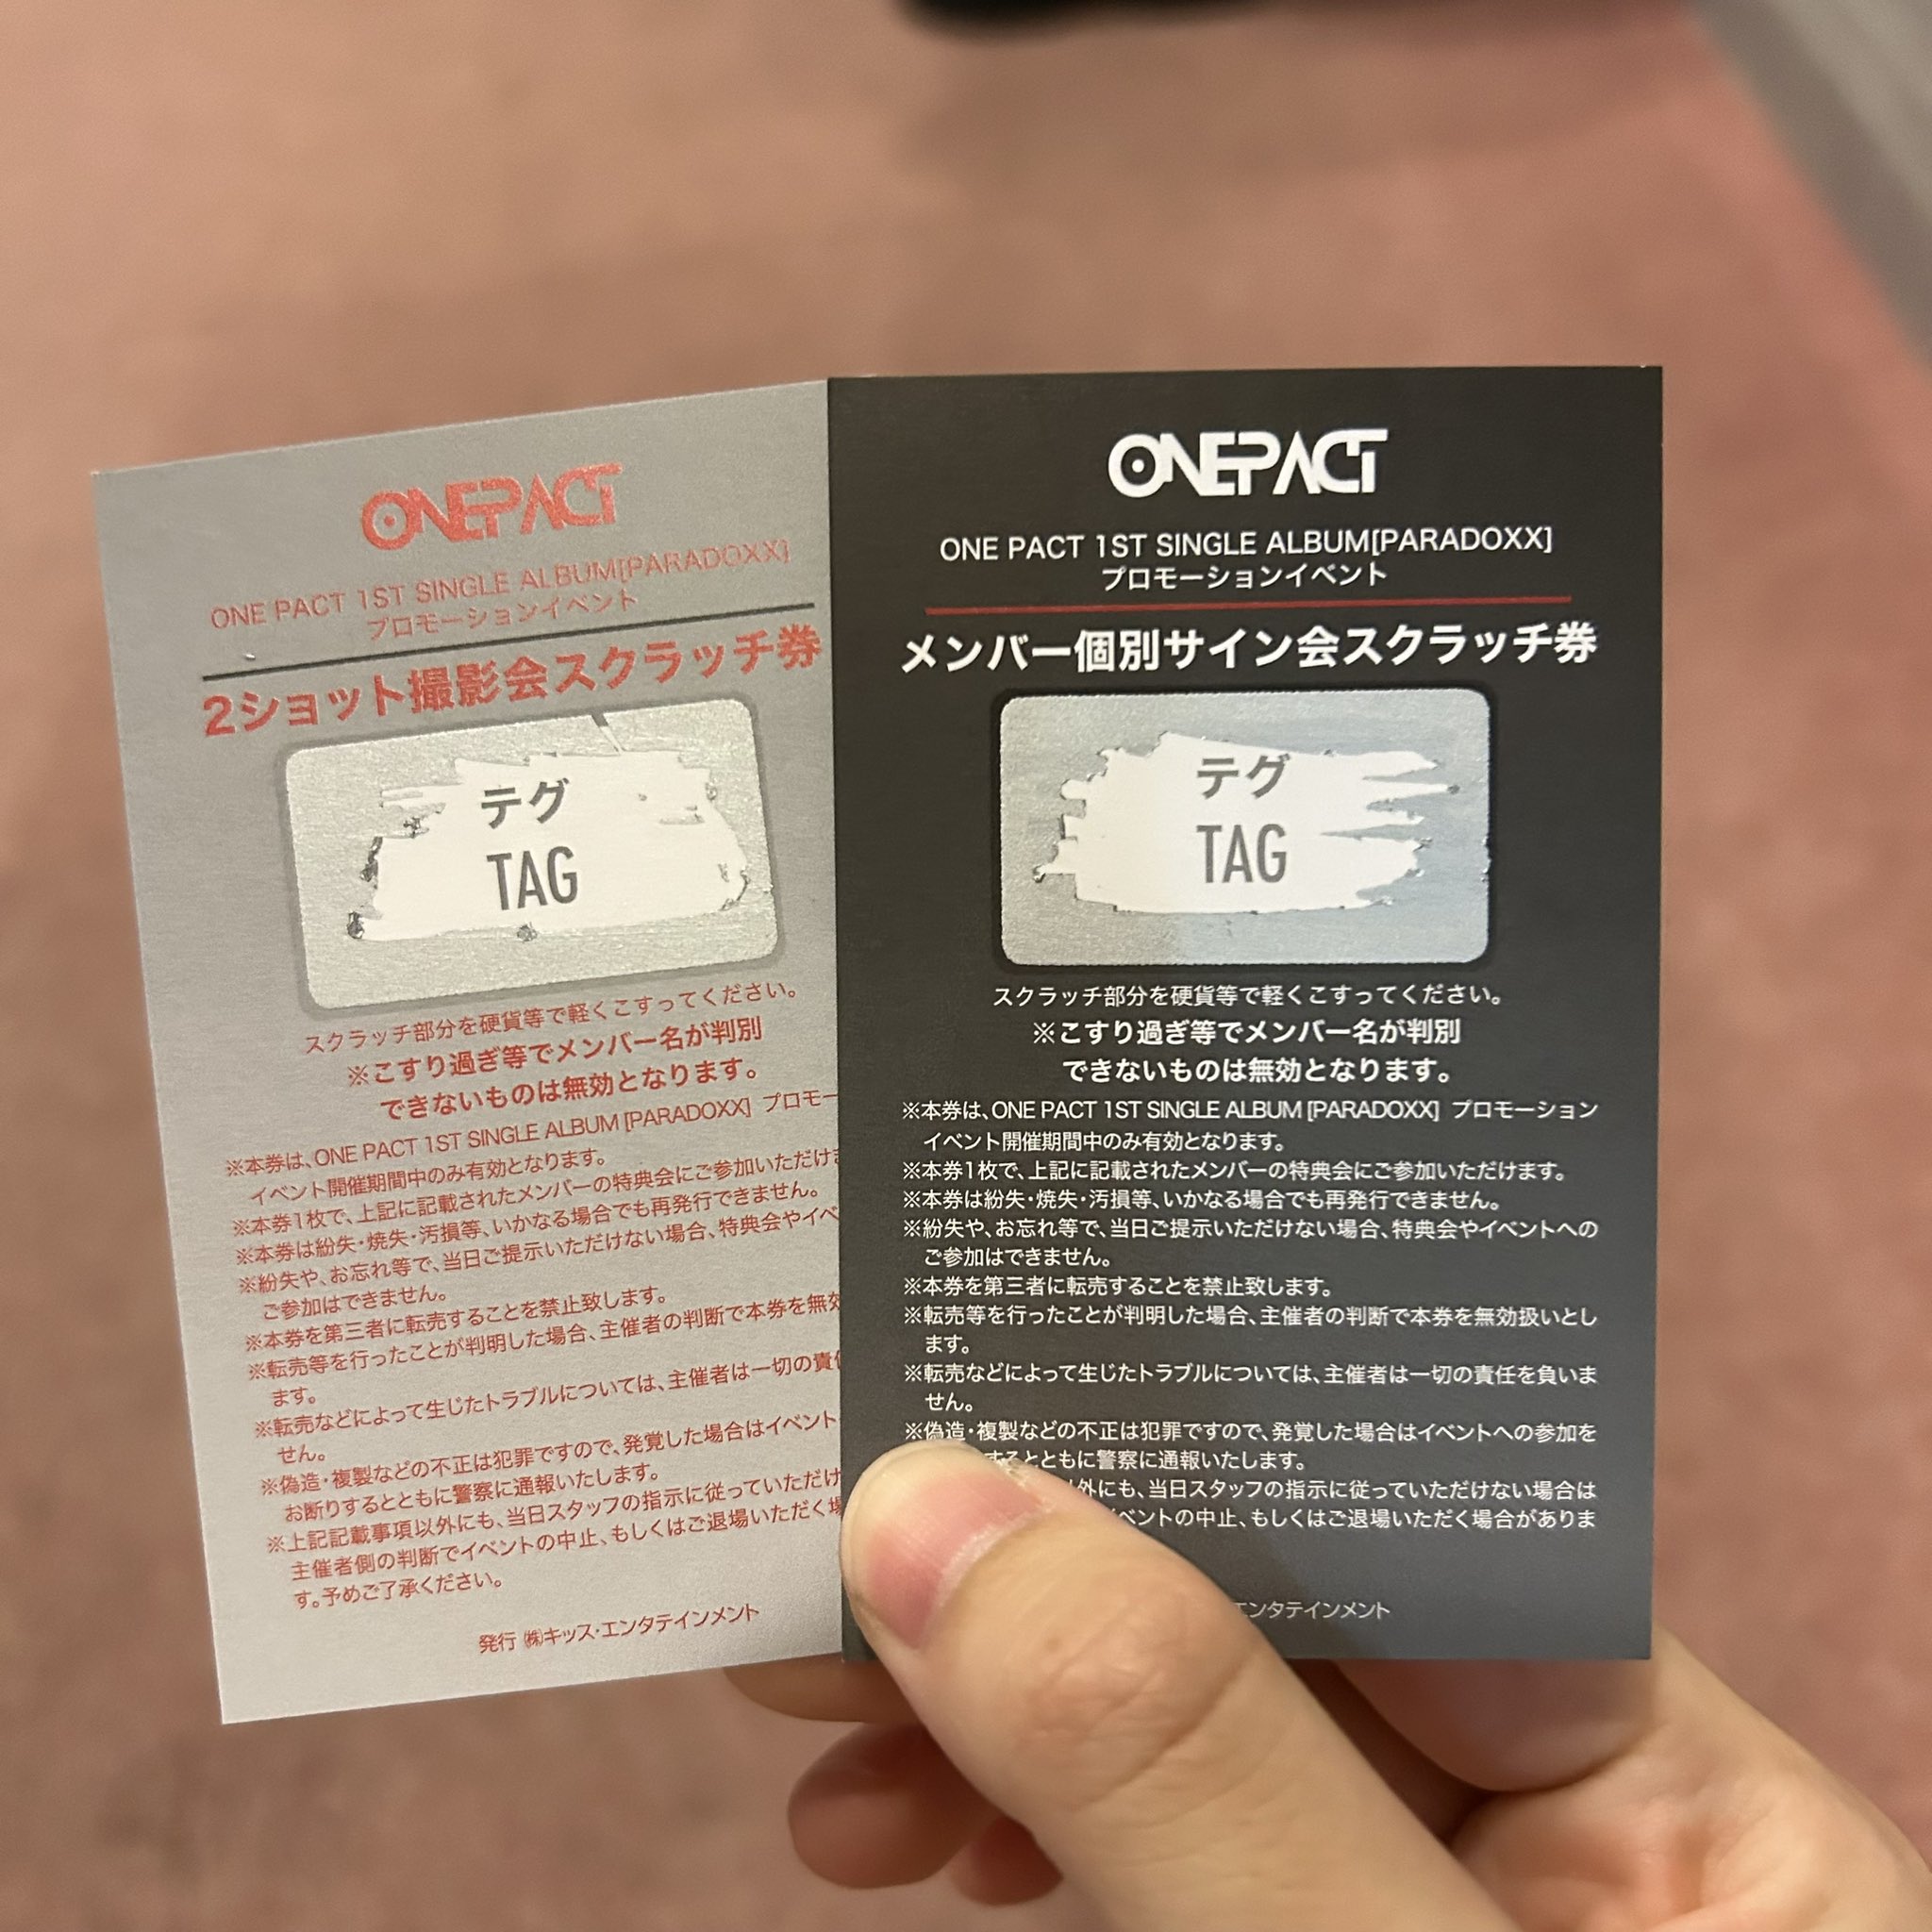 ONEPACT
ONE PACT 1ST SINGLE ALBUM[PARADOXX]
プロモーションイベント
2ショット撮影会スクラッチ券
テグ
TAG
スクラッチ部分を硬貨等で軽くこすってください。
※こすり過ぎ等でメンバー名が判別
できないものは無効となります。
※本券は、ONE PACT 1ST SINGLE ALBUM [PARADOXX] プロモー
イベント開催期間中のみ有効となります。
※本券1枚で、上記に記載されたメンバーの特典会にご参加いただけま
※本券は紛失・焼失・汚損等、いかなる場合でも再発行できません。
※紛失や、お忘れ等で、当日ご提示いただけない場合、特典会やイベ
ご参加はできません。
※本券を第三者に転売することを禁止致します。
※転売等を行ったことが判明した場合、主催者の判断で本券を無効
ます。
※転売などによって生じたトラブルについては、主催者は一切の責任
せん。
※偽造・複製などの不正は犯罪ですので、発覚した場合はイベント
お断りするとともに警察に通報いたします。
※上記記載事項以外にも、当日スタッフの指示に従っていただけ
主催者側の判断でイベントの中止、もしくはご退場いただく場
す。予めご了承ください。
発行 ㈱キッス・エンタテインメント
ONEPACT
ONE PACT 1ST SINGLE ALBUM[PARADOXX]
プロモーションイベント
メンバー個別サイン会スクラッチ券
テグ
TAG
スクラッチ部分を硬貨等で軽くこすってください。
※こすり過ぎ等でメンバー名が判別
できないものは無効となります。
※本券は、ONE PACT 1ST SINGLE ALBUM [PARADOXX] プロモーション
イベント開催期間中のみ有効となります。
※本券1枚で、上記に記載されたメンバーの特典会にご参加いただけます。
※本券は紛失・焼失・汚損等、いかなる場合でも再発行できません。
※紛失や、お忘れ等で、当日ご提示いただけない場合、特典会やイベントへの
ご参加はできません。
※本券を第三者に転売することを禁止致します。
※転売等を行ったことが判明した場合、主催者の判断で本券を無効扱いとし
ます。
※転売などによって生じたトラブルについては、主催者は一切の責任を負いま
せん。
※偽造・複製などの不正は犯罪ですので、発覚した場合はイベントへの参加を
するとともに警察に通報いたします。
外にも、当日スタッフの指示に従っていただけない場合は
ベントの中止、もしくはご退場いただく場合がありま
エンタテインメント